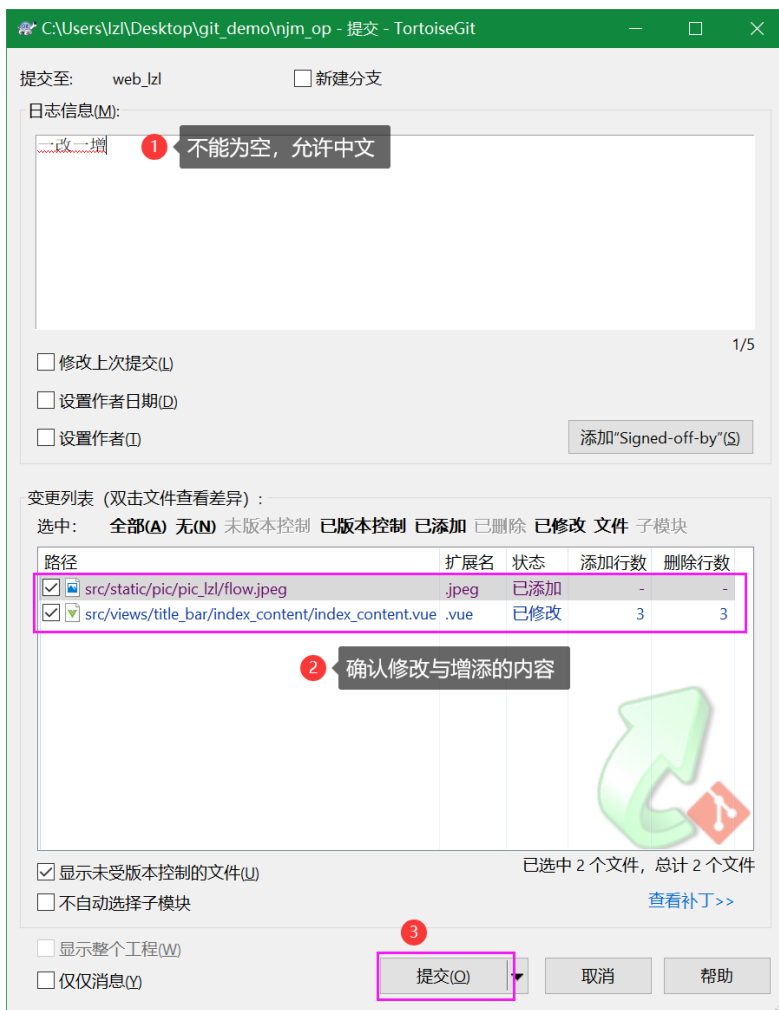 C:\Users\lzl\Desktop\git_demo\njm_op - 提交 - TortoiseGit
提交至: web_lzl 新建分支
日志信息(M):
一改一增 1 不能为空，允许中文
1/5
修改上次提交(L)
设置作者日期(D)
设置作者(T) 添加"Signed-off-by"(S)
变更列表（双击文件查看差异）:
选中: 全部(A) 无(N) 未版本控制 已版本控制 已添加 已删除 已修改 文件 子模块
路径 扩展名 状态 添加行数 删除行数
src/static/pic/pic_lzl/flow.jpeg .jpeg 已添加 - -
src/views/title_bar/index_content/index_content.vue .vue 已修改 3 3
2 确认修改与增添的内容
显示未受版本控制的文件(U) 已选中 2 个文件，总计 2 个文件
不自动选择子模块 查看补丁>>
3
显示整个工程(W)
提交(O) 取消 帮助
仅仅消息(Y)